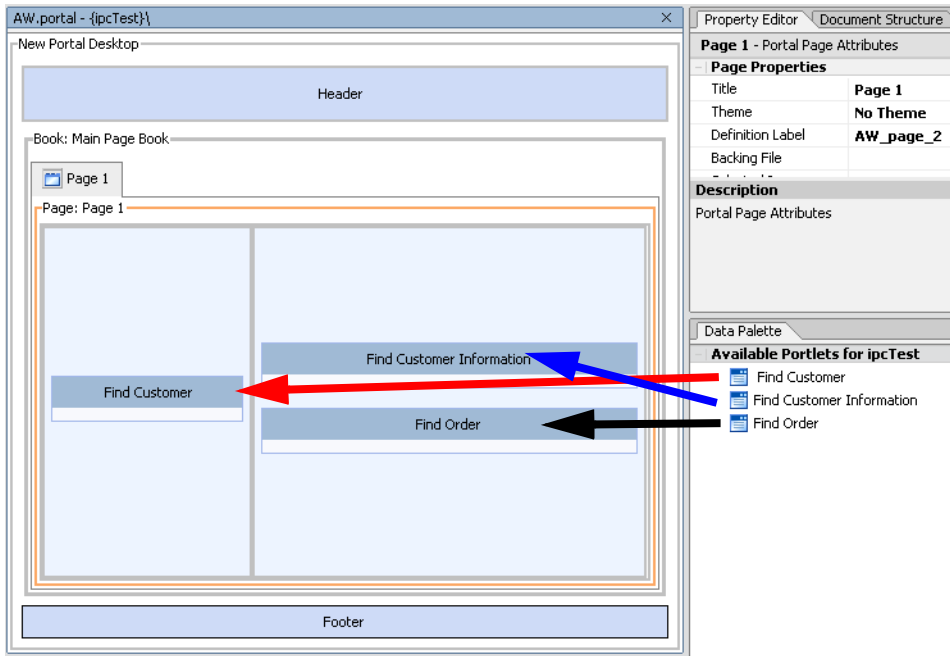 AW.portal - {ipcTest}\
New Portal Desktop
Header
Book: Main Page Book
Page 1
Page: Page 1
Find Customer
Find Customer Information
Find Order
Footer
Property Editor
Document Structure
Page 1 - Portal Page Attributes
Page Properties
Title Page 1
Theme No Theme
Definition Label AW_page_2
Backing File
Description
Portal Page Attributes
Data Palette
Available Portlets for ipcTest
Find Customer
Find Customer Information
Find Order